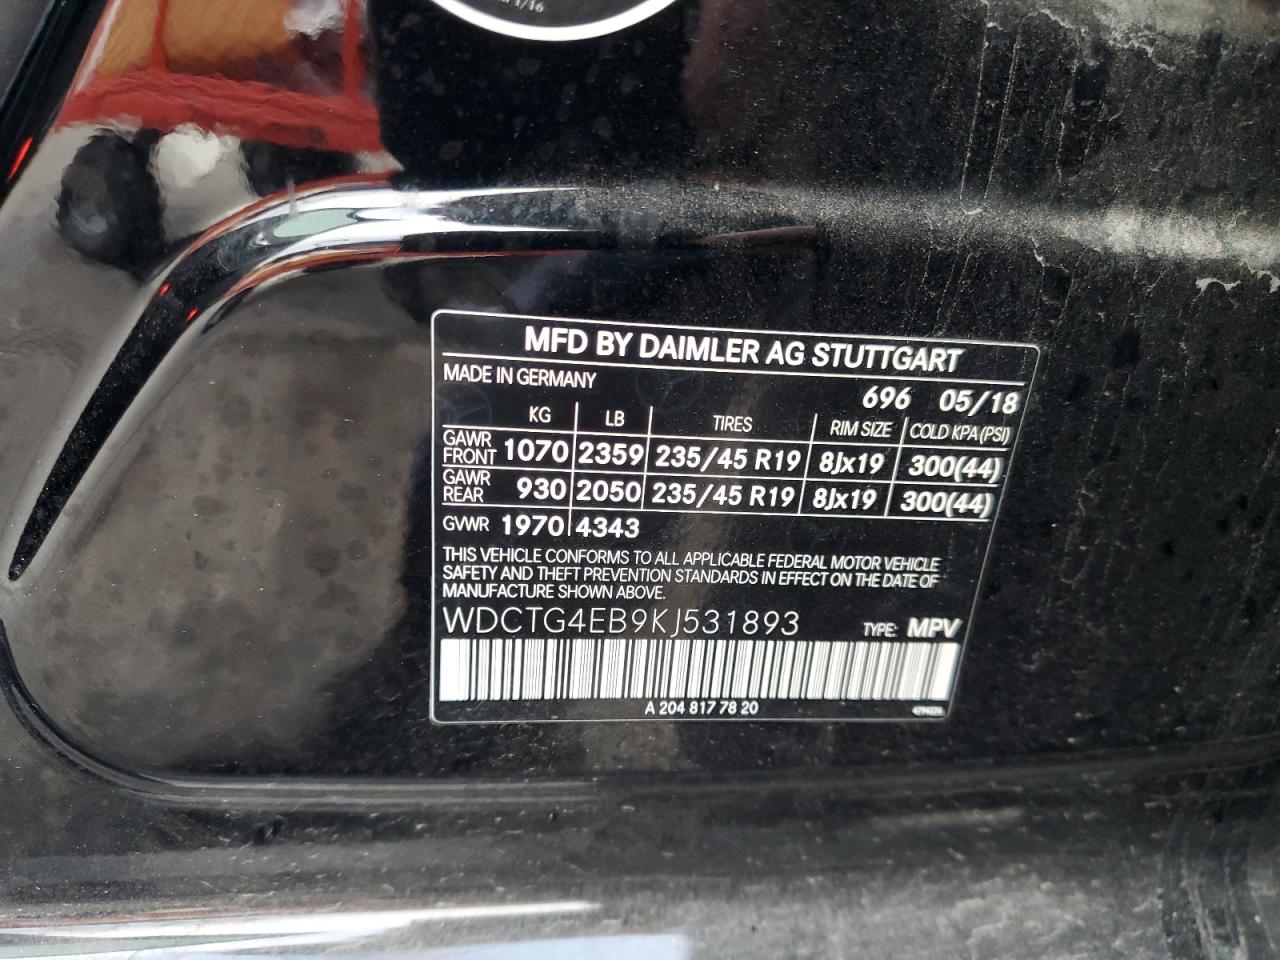 1/16
MFD BY DAIMLER AG STUTTGART
MADE IN GERMANY
696 05/18
KG LB TIRES RIM SIZE COLD KPA (PSI)
GAWR FRONT 1070 2359 235/45 R19 8Jx19 300(44)
GAWR REAR 930 2050 235/45 R19 8Jx19 300(44)
GVWR 1970 4343
THIS VEHICLE CONFORMS TO ALL APPLICABLE FEDERAL MOTOR VEHICLE
SAFETY AND THEFT PREVENTION STANDARDS IN EFFECT ON THE DATE OF
MANUFACTURE SHOWN ABOVE.
WDCTG4EB9KJ531893 TYPE: MPV
A 204 817 78 20